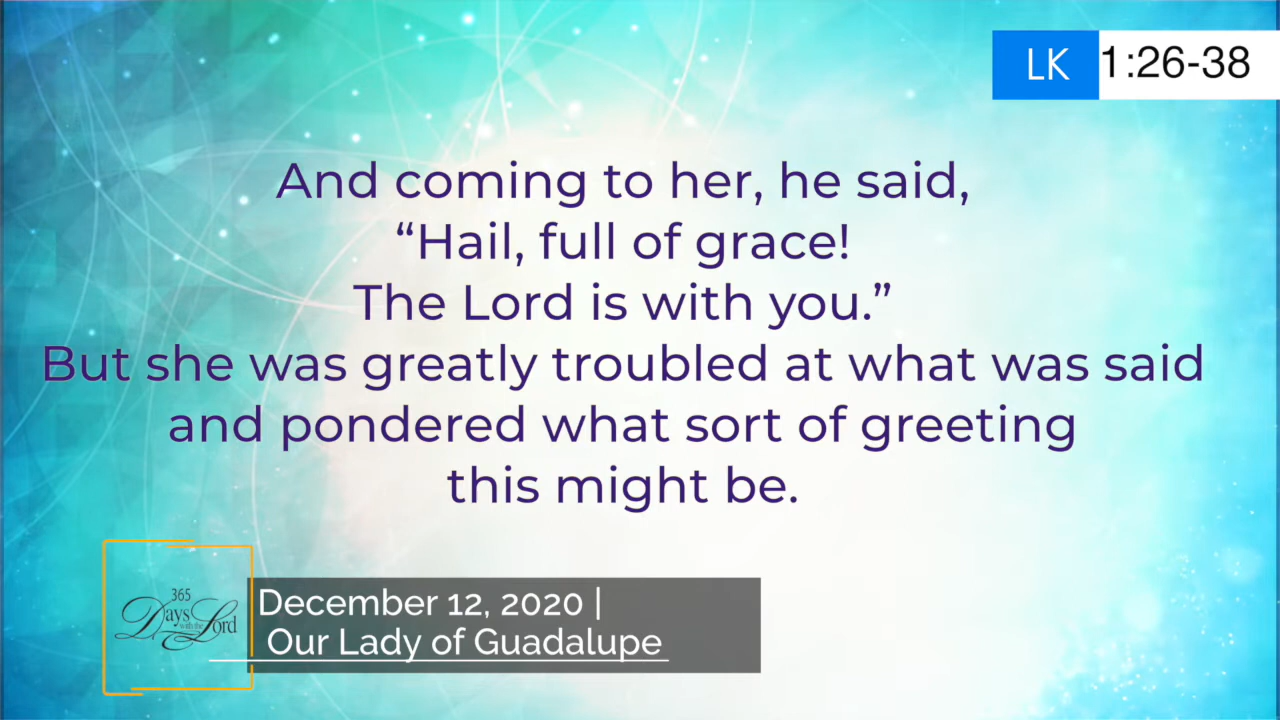 LK 1:26-38
And coming to her, he said,
“Hail, full of grace!
The Lord is with you.”
But she was greatly troubled at what was said
and pondered what sort of greeting
this might be.
365
Days with the Lord
December 12, 2020 |
Our Lady of Guadalupe